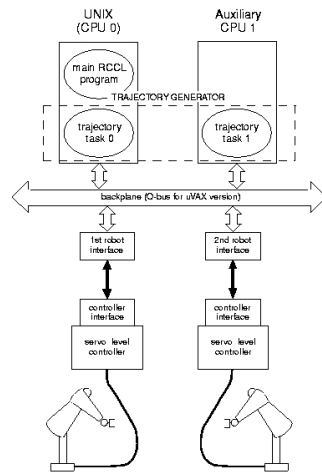 UNIX
(CPU 0)
Auxiliary
CPU 1
main RCCL
program
TRAJECTORY GENERATOR
trajectory
task 0
trajectory
task 1
backplane (Q-bus for uVAX version)
1st robot
interface
2nd robot
interface
controller
interface
controller
interface
servo level
controller
servo level
controller